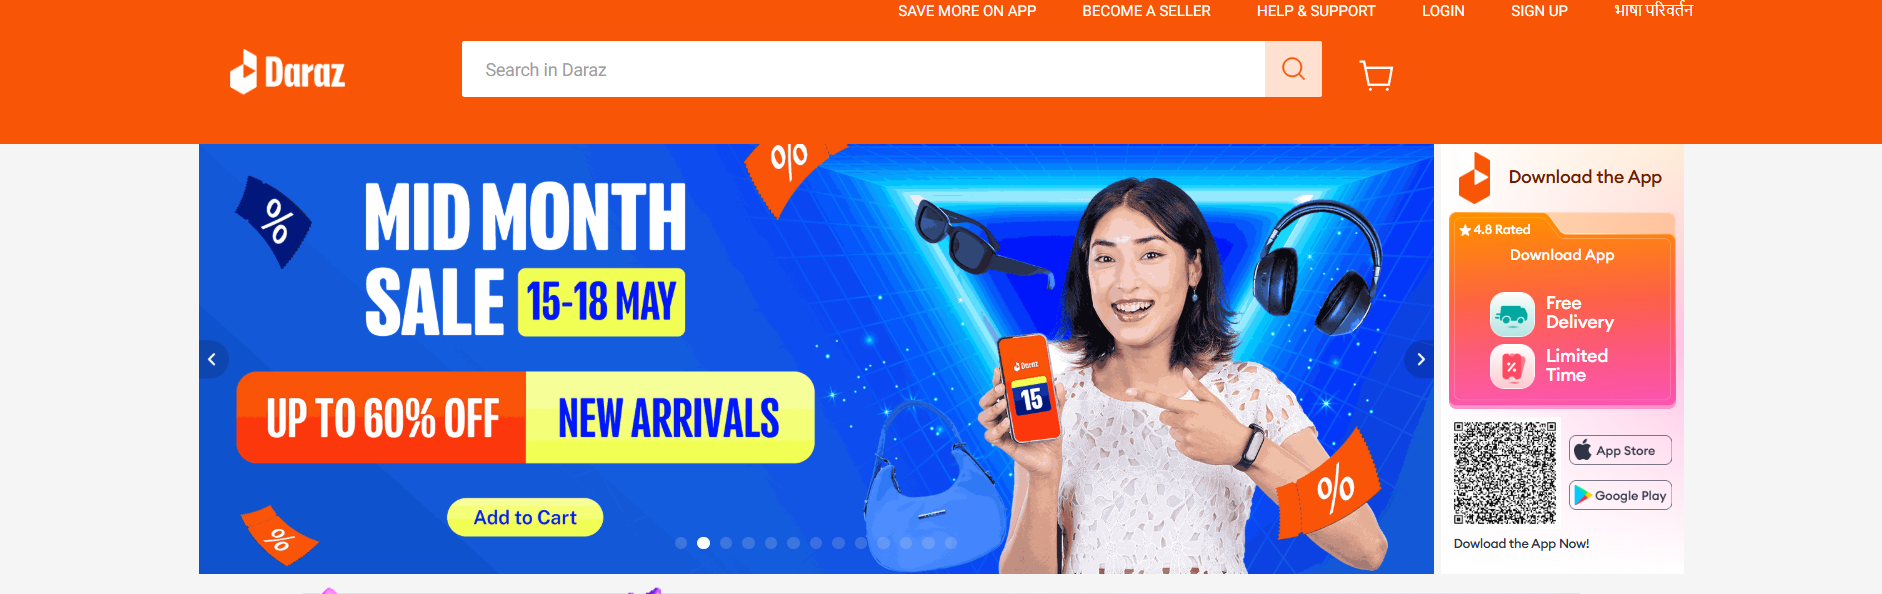 SAVE MORE ON APP BECOME A SELLER HELP & SUPPORT LOGIN SIGN UP भाषा परिवर्तन
Daraz
Search in Daraz
%
%
MID MONTH
SALE 15-18 MAY
UP TO 60% OFF NEW ARRIVALS
Add to Cart
%
Daraz
15
%
Download the App
4.8 Rated
Download App
Free
Delivery
Limited
Time
App Store
Google Play
Dowload the App Now!